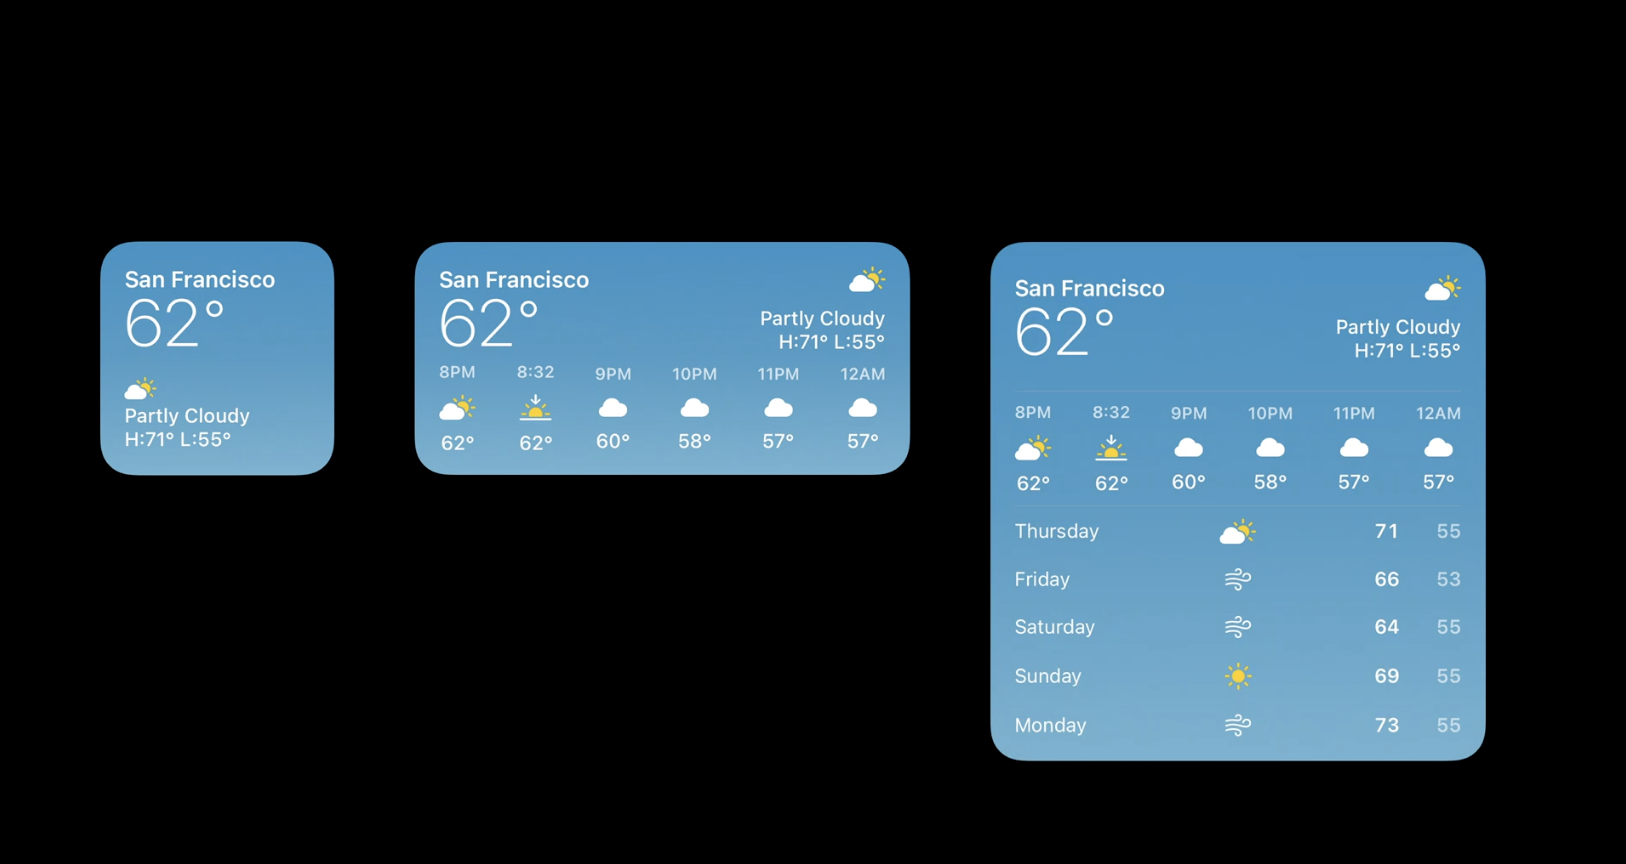 San Francisco
62°
Partly Cloudy
H:71° L:55°
San Francisco
62°
Partly Cloudy
H:71° L:55°
8PM 8:32 9PM 10PM 11PM 12AM
62° 62° 60° 58° 57° 57°
San Francisco
62°
Partly Cloudy
H:71° L:55°
8PM 8:32 9PM 10PM 11PM 12AM
62° 62° 60° 58° 57° 57°
Thursday 71 55
Friday 66 53
Saturday 64 55
Sunday 69 55
Monday 73 55